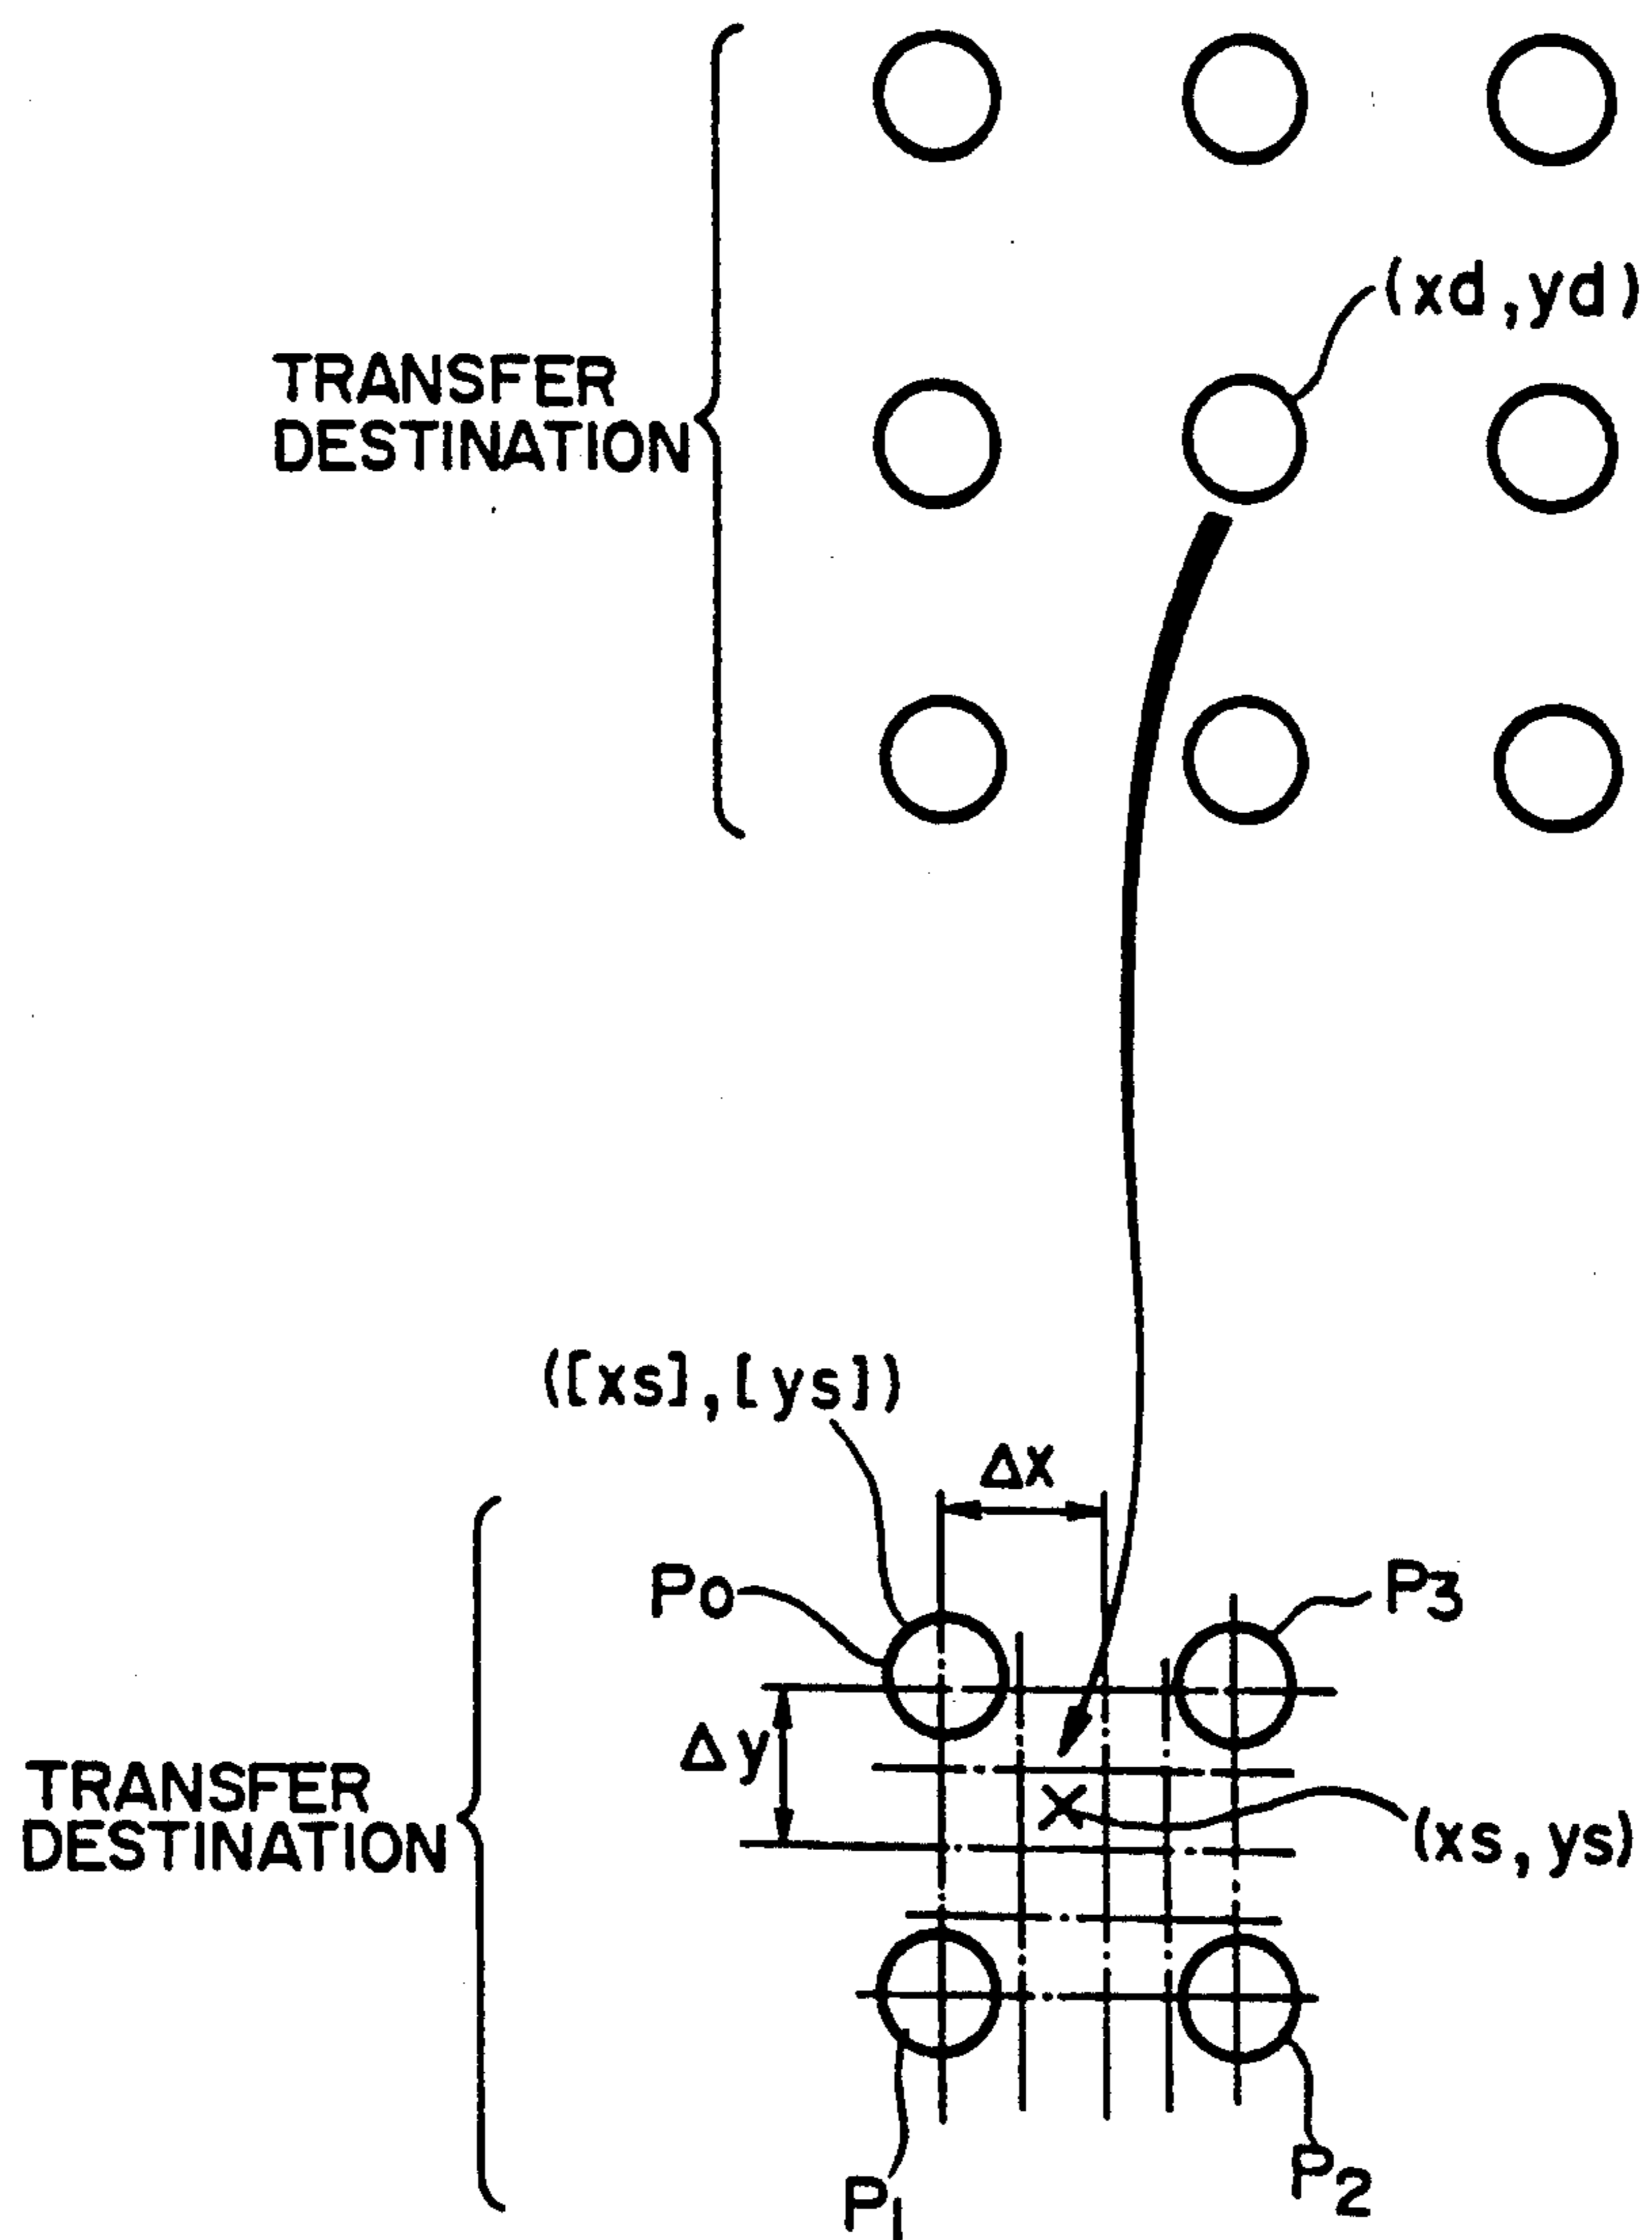 (xd,yd)
TRANSFER
DESTINATION
([xs],[ys])
Δx
P0
P3
Δy
TRANSFER
DESTINATION
(xs,ys)
P1
P2